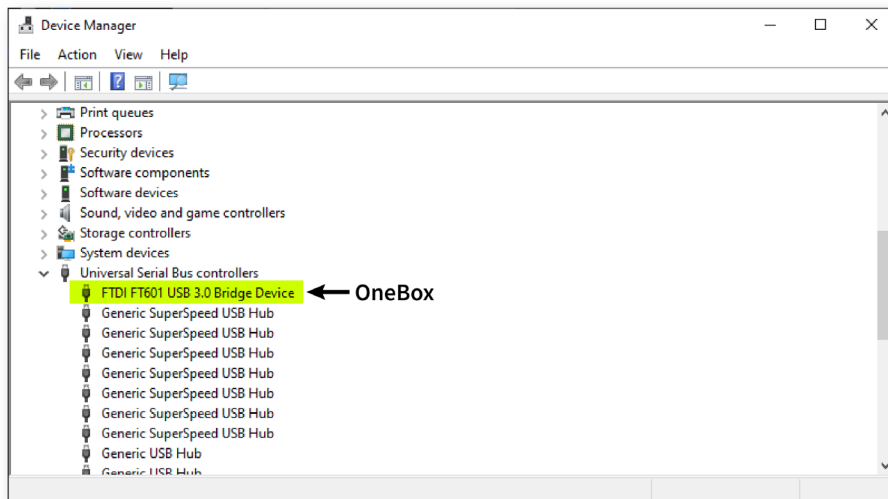 Device Manager
File Action View Help
Print queues
Processors
Security devices
Software components
Software devices
Sound, video and game controllers
Storage controllers
System devices
Universal Serial Bus controllers
FTDI FT601 USB 3.0 Bridge Device OneBox
Generic SuperSpeed USB Hub
Generic SuperSpeed USB Hub
Generic SuperSpeed USB Hub
Generic SuperSpeed USB Hub
Generic SuperSpeed USB Hub
Generic SuperSpeed USB Hub
Generic SuperSpeed USB Hub
Generic USB Hub
Generic USB Hub